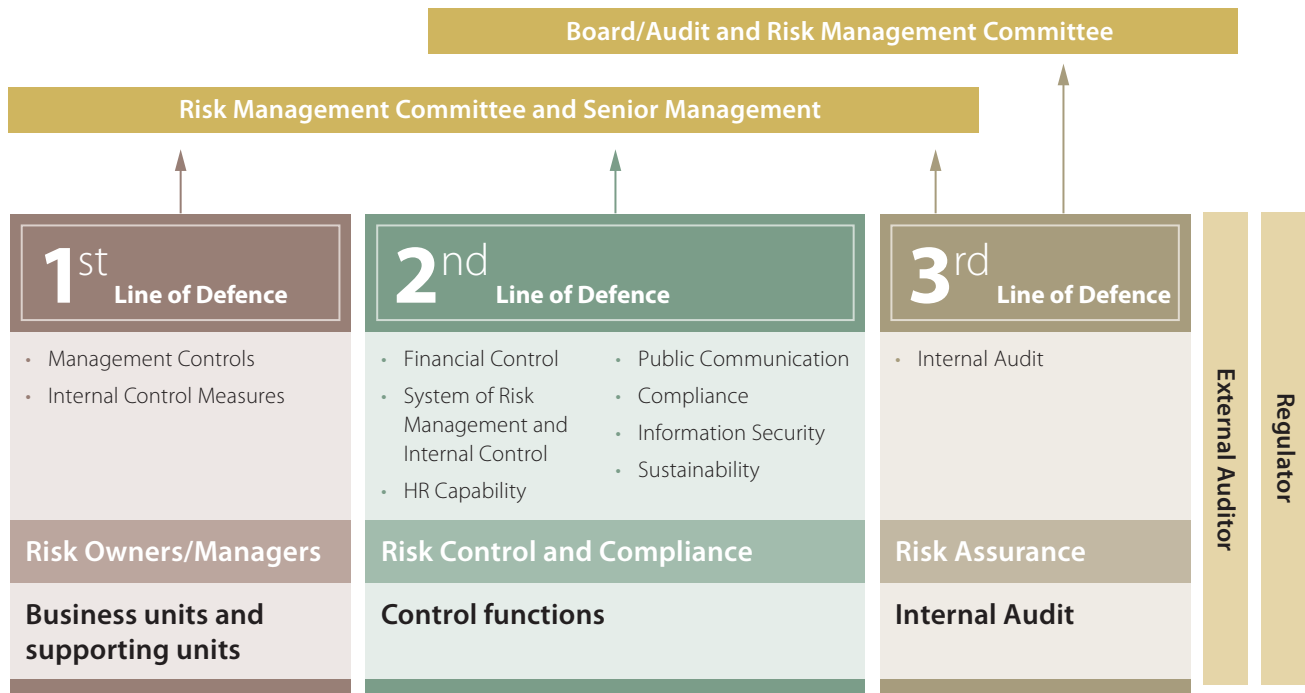 Board/Audit and Risk Management Committee
Risk Management Committee and Senior Management
1st
Line of Defence
• Management Controls
• Internal Control Measures
Risk Owners/Managers
Business units and
supporting units
2nd
Line of Defence
• Financial Control
• System of Risk
Management and
Internal Control
• HR Capability
• Public Communication
• Compliance
• Information Security
• Sustainability
Risk Control and Compliance
Control functions
3rd
Line of Defence
• Internal Audit
Risk Assurance
Internal Audit
External Auditor
Regulator